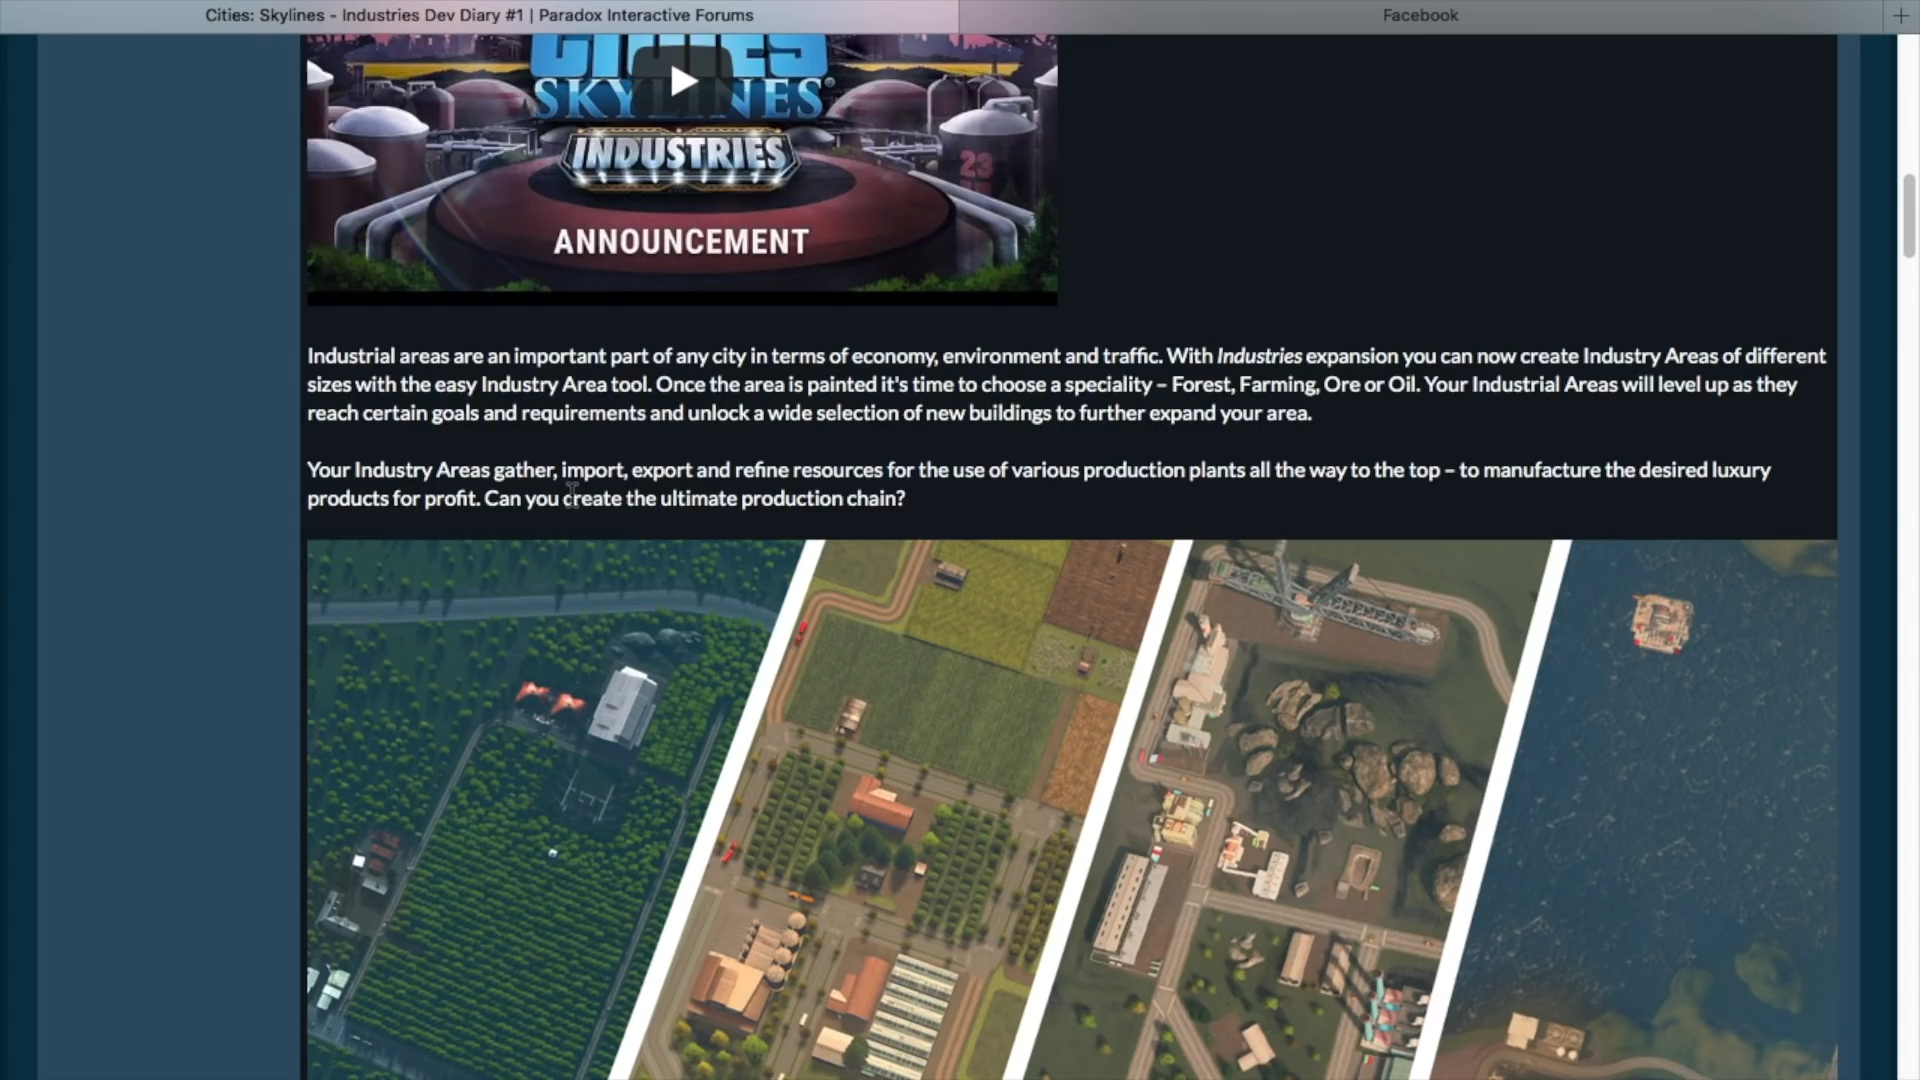 Cities: Skylines - Industries Dev Diary #1 | Paradox Interactive Forums
Facebook
CITIES
SKYLINES
INDUSTRIES
23
ANNOUNCEMENT
Industrial areas are an important part of any city in terms of economy, environment and traffic. With Industries expansion you can now create Industry Areas of different
sizes with the easy Industry Area tool. Once the area is painted it's time to choose a speciality – Forest, Farming, Ore or Oil. Your Industrial Areas will level up as they
reach certain goals and requirements and unlock a wide selection of new buildings to further expand your area.
Your Industry Areas gather, import, export and refine resources for the use of various production plants all the way to the top – to manufacture the desired luxury
products for profit. Can you create the ultimate production chain?